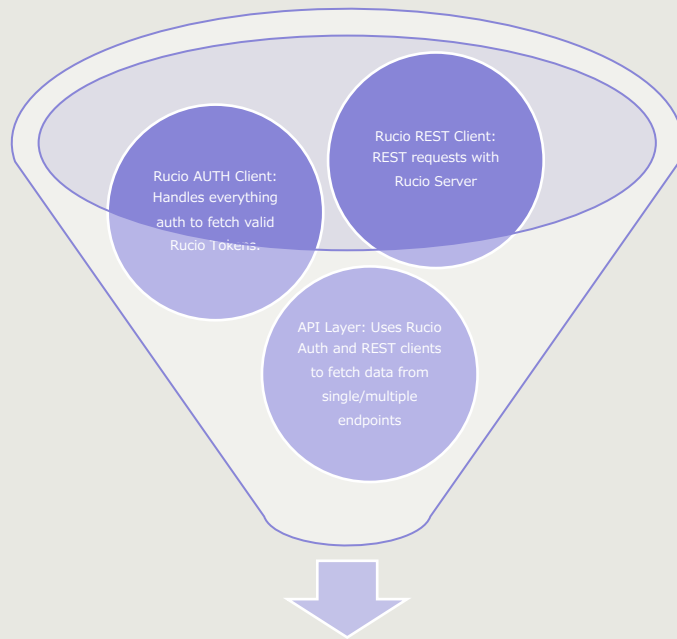 Rucio AUTH Client:
Handles everything
auth to fetch valid
Rucio Tokens.
Rucio REST Client:
REST requests with
Rucio Server
API Layer: Uses Rucio
Auth and REST clients
to fetch data from
single/multiple
endpoints